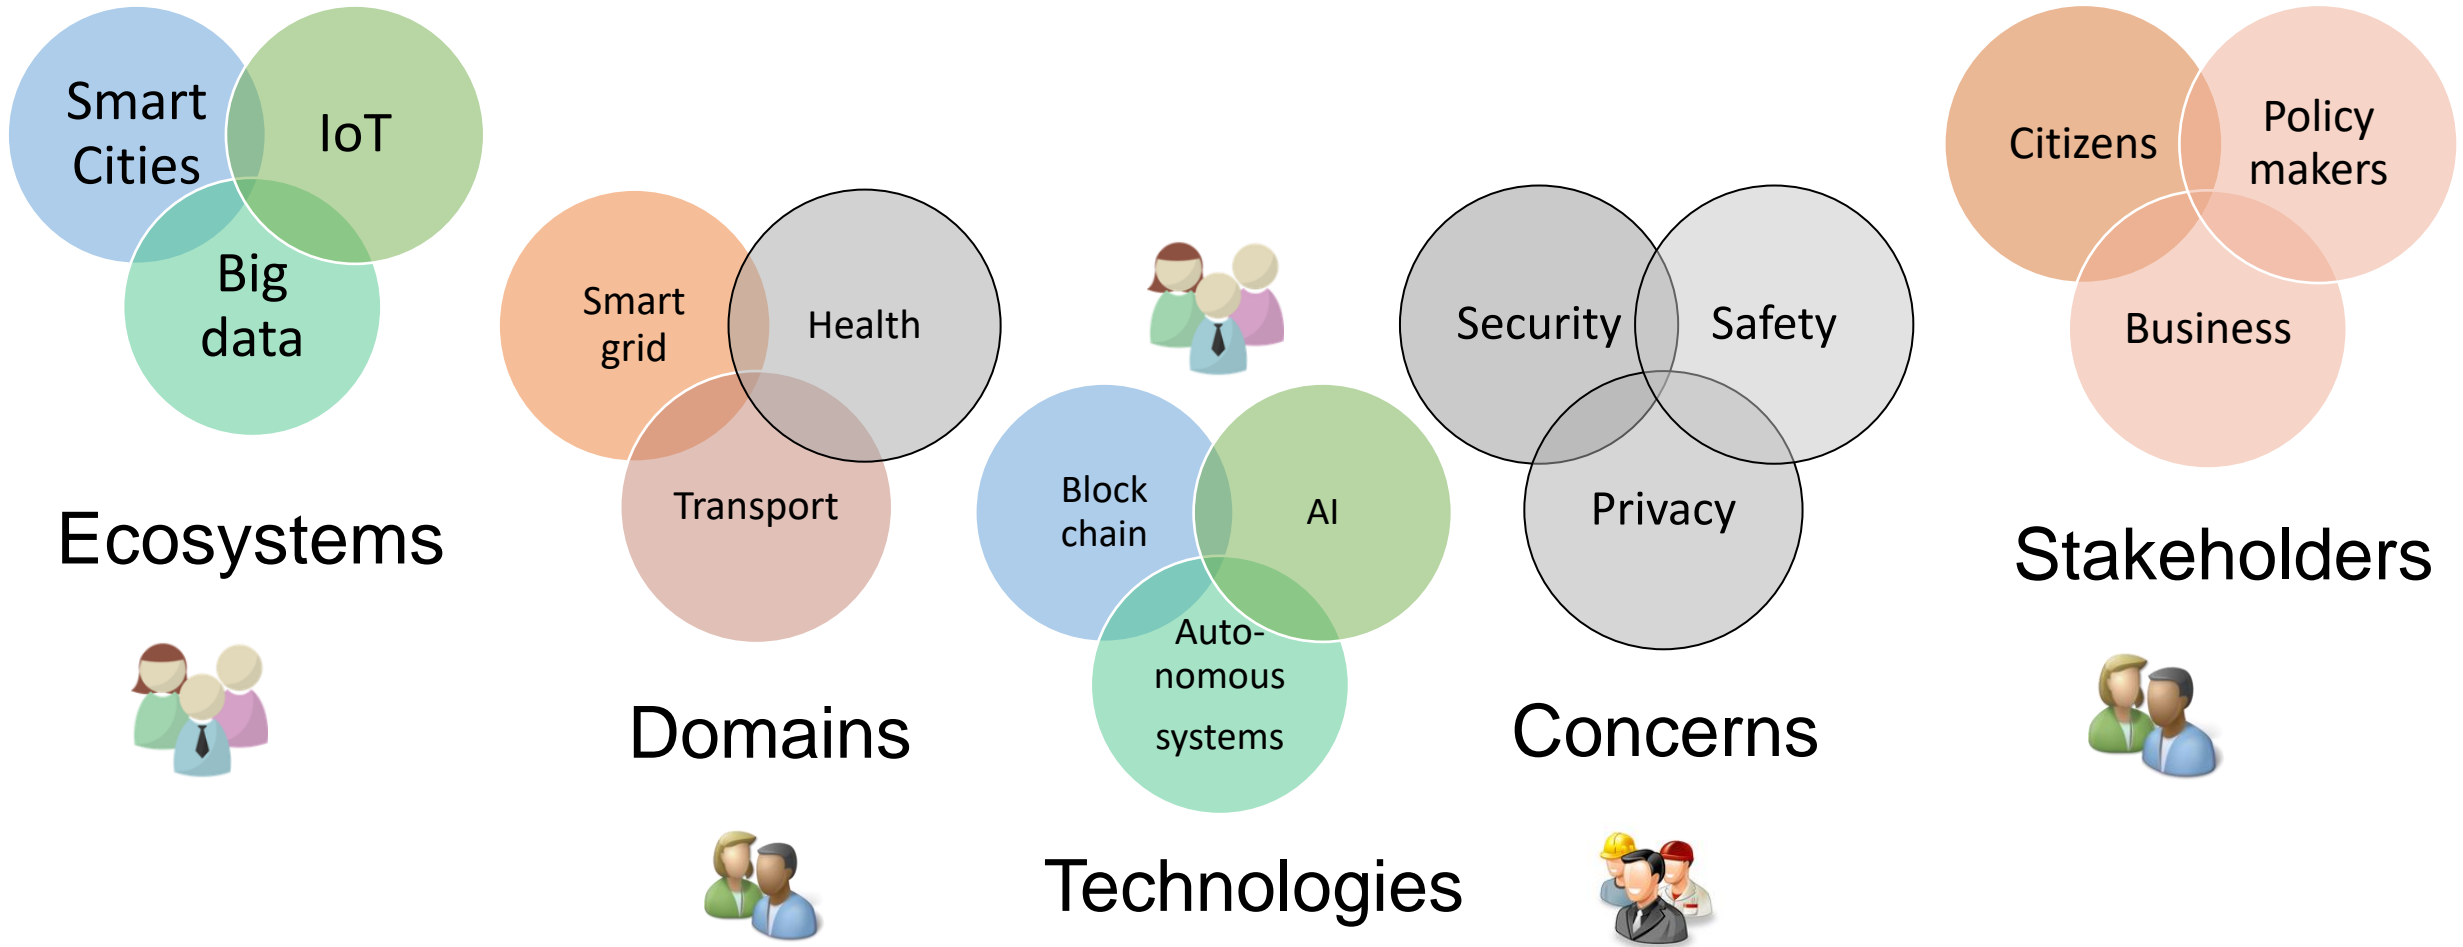 Smart
Cities
IoT
Big
data
Ecosystems
Smart
grid
Health
Transport
Domains
Block
chain
AI
Auto-
nomous
systems
Technologies
Security
Safety
Privacy
Concerns
Citizens
Policy
makers
Business
Stakeholders